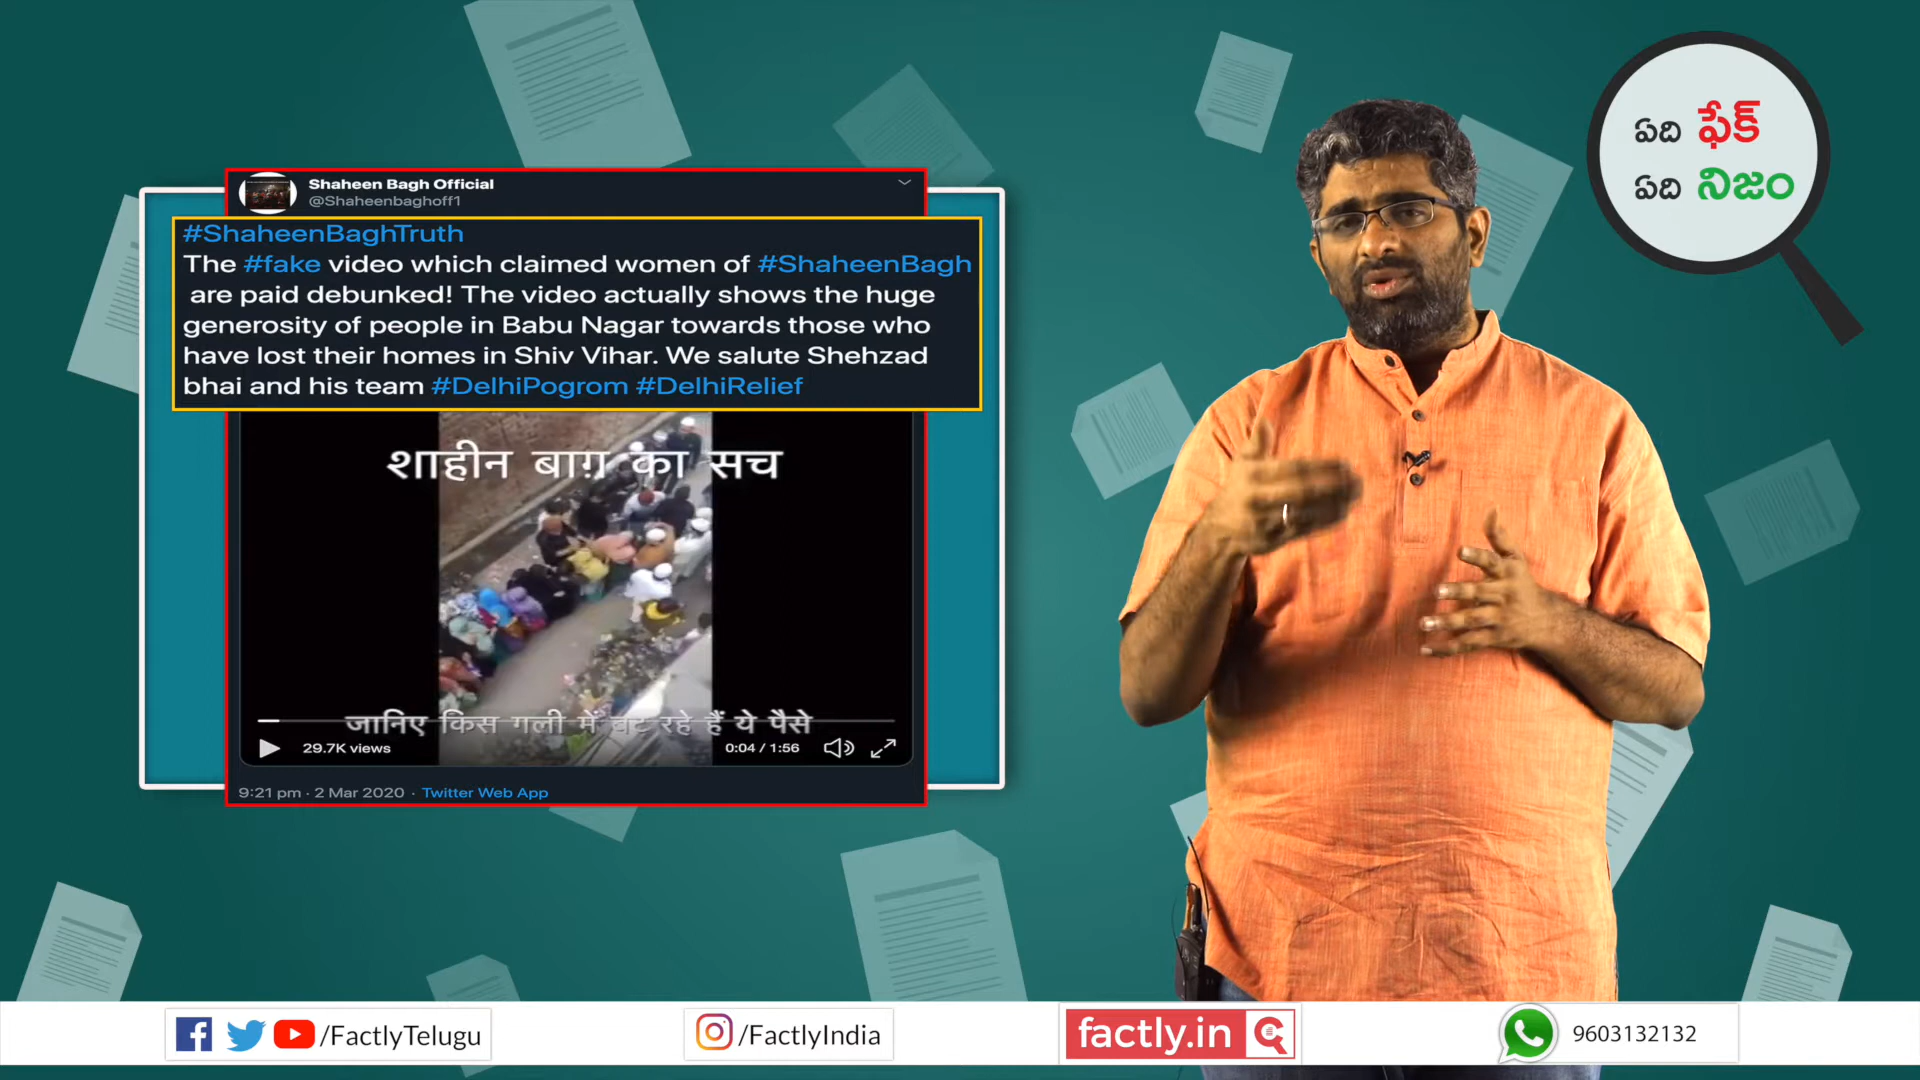 Shaheen Bagh Official
@Shaheenbaghoff1
#ShaheenBaghTruth
The #fake video which claimed women of #ShaheenBagh
are paid debunked! The video actually shows the huge
generosity of people in Babu Nagar towards those who
have lost their homes in Shiv Vihar. We salute Shehzad
bhai and his team #DelhiPogrom #DelhiRelief
शाहीन बाग़ का सच
जानिए किस गली में बट रहे हैं ये पैसे
29.7K views
0:04 / 1:56
9:21 pm · 2 Mar 2020 · Twitter Web App
ఏది ఫేక్
ఏది నిజం
/FactlyTelugu
/FactlyIndia
factly.in
9603132132